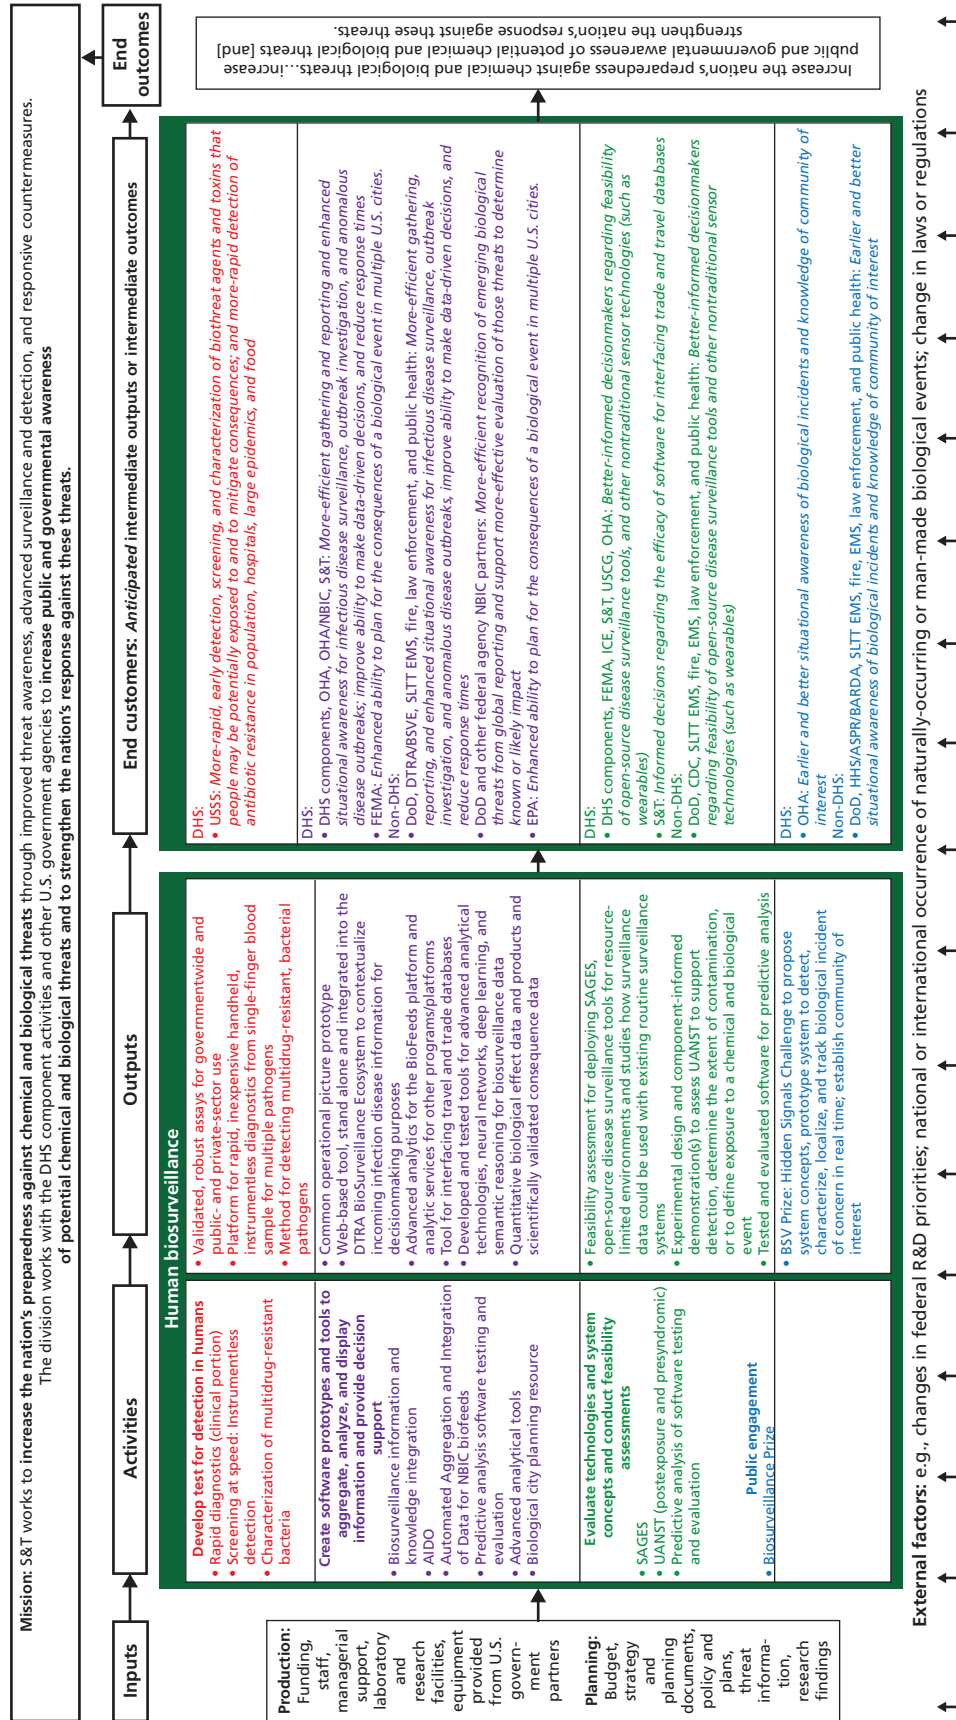 Mission: S&T works to increase the nation's preparedness against chemical and biological threats through improved threat awareness, advanced surveillance and detection, and responsive countermeasures.
The division works with the DHS component activities and other U.S. government agencies to increase public and governmental awareness
of potential chemical and biological threats and to strengthen the nation's response against these threats.
Inputs
Activities
Outputs
End customers: Anticipated intermediate outputs or intermediate outcomes
End
outcomes
Production:
Funding,
staff,
managerial
support,
laboratory
and
research
facilities,
equipment
provided
from U.S.
govern-
ment
partners
Planning:
Budget,
strategy
and
planning
documents,
policy and
plans,
threat
informa-
tion,
research
findings
Human biosurveillance
Develop test for detection in humans
• Rapid diagnostics (clinical portion)
• Screening at speed: Instrumentless
detection
• Characterization of multidrug-resistant
bacteria
• Validated, robust assays for governmentwide and
public- and private-sector use
• Platform for rapid, inexpensive handheld,
instrumentless diagnostics from single-finger blood
sample for multiple pathogens
• Method for detecting multidrug-resistant, bacterial
pathogens
DHS:
• USSS: More-rapid, early detection, screening, and characterization of biothreat agents and toxins that
people may be potentially exposed to and to mitigate consequences; and more-rapid detection of
antibiotic resistance in population, hospitals, large epidemics, and food
Create software prototypes and tools to
aggregate, analyze, and display
information and provide decision
support
• Biosurveillance information and
knowledge integration
• AIDO
• Automated Aggregation and Integration
of Data for NBIC biofeeds
• Predictive analysis software testing and
evaluation
• Advanced analytical tools
• Biological city planning resource
• Common operational picture prototype
• Web-based tool, stand alone and integrated into the
DTRA BioSurveillance Ecosystem to contextualize
incoming infection disease information for
decisionmaking purposes
• Advanced analytics for the BioFeeds platform and
analytic services for other programs/platforms
• Tool for interfacing travel and trade databases
• Developed and tested tools for advanced analytical
technologies, neural networks, deep learning, and
semantic reasoning for biosurveillance data
• Quantitative biological effect data and products and
scientifically validated consequence data
DHS:
• DHS components, OHA, OHA/NBIC, S&T: More-efficient gathering and reporting and enhanced
situational awareness for infectious disease surveillance, outbreak investigation, and anomalous
disease outbreaks; improve ability to make data-driven decisions, and reduce response times
• FEMA: Enhanced ability to plan for the consequences of a biological event in multiple U.S. cities.
Non-DHS:
• DoD, DTRA/BSVE, SLTT EMS, fire, law enforcement, and public health: More-efficient gathering,
reporting, and enhanced situational awareness for infectious disease surveillance, outbreak
investigation, and anomalous disease outbreaks, improve ability to make data-driven decisions, and
reduce response times
• DoD and other federal agency NBIC partners: More-efficient recognition of emerging biological
threats from global reporting and support more-effective evaluation of those threats to determine
known or likely impact
• EPA: Enhanced ability to plan for the consequences of a biological event in multiple U.S. cities.
Evaluate technologies and system
concepts and conduct feasibility
assessments
• SAGES
• UANST (postexposure and presyndromic)
• Predictive analysis of software testing
and evaluation
• Feasibility assessment for deploying SAGES,
open-source disease surveillance tools for resource-
limited environments and studies how surveillance
data could be used with existing routine surveillance
systems
• Experimental design and component-informed
demonstration(s) to assess UANST to support
detection, determine the extent of contamination,
or to define exposure to a chemical and biological
event
• Tested and evaluated software for predictive analysis
DHS:
• DHS components, FEMA, ICE, S&T, USCG, OHA: Better-informed decisionmakers regarding feasibility
of open-source disease surveillance tools, and other nontraditional sensor technologies (such as
wearables)
• S&T: Informed decisions regarding the efficacy of software for interfacing trade and travel databases
Non-DHS:
• DoD, CDC, SLTT EMS, fire, EMS, law enforcement, and public health: Better-informed decisionmakers
regarding feasibility of open-source disease surveillance tools and other nontraditional sensor
technologies (such as wearables)
Public engagement
• Biosurveillance Prize
• BSV Prize: Hidden Signals Challenge to propose
system concepts, prototype system to detect,
characterize, localize, and track biological incident
of concern in real time; establish community of
interest
DHS:
• OHA: Earlier and better situational awareness of biological incidents and knowledge of community of
interest
Non-DHS:
• DoD, HHS/ASPR/BARDA, SLTT EMS, fire, EMS, law enforcement, and public health: Earlier and better
situational awareness of biological incidents and knowledge of community of interest
Increase the nation's preparedness against chemical and biological threats...increase
public and governmental awareness of potential chemical and biological threats [and]
strengthen the nation's response against these threats.
External factors: e.g., changes in federal R&D priorities; national or international occurrence of naturally-occurring or man-made biological events; change in laws or regulations